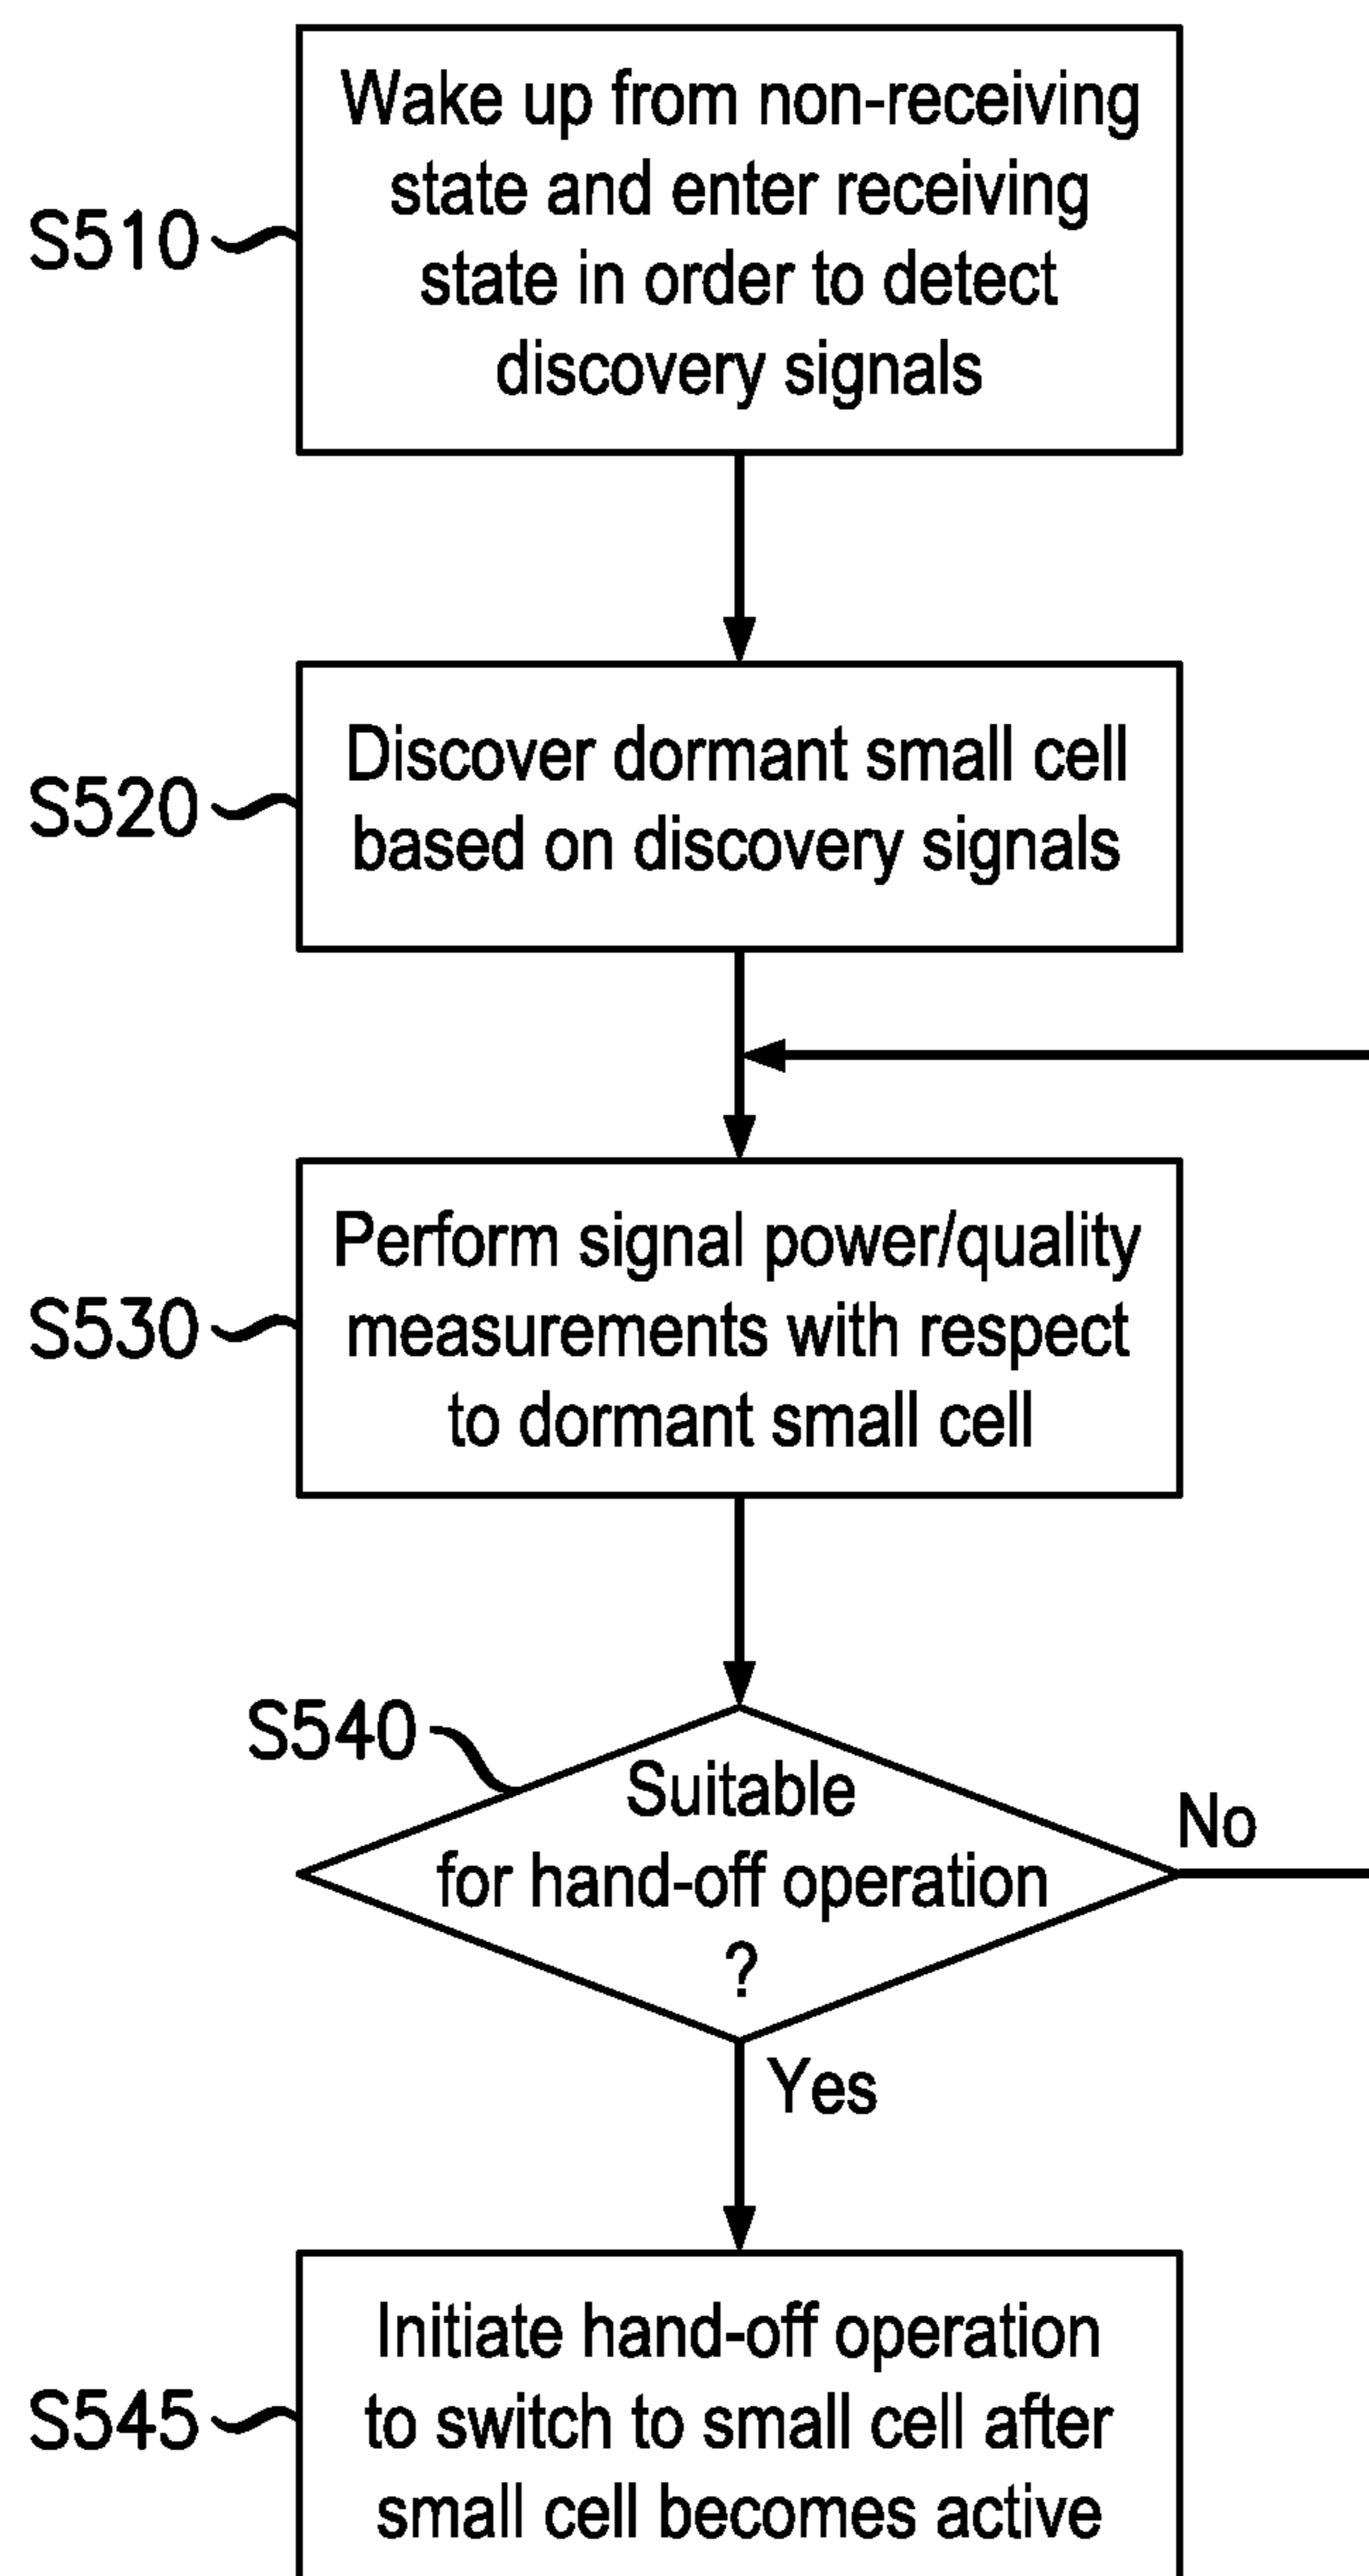 Wake up from non-receiving
state and enter receiving
state in order to detect
discovery signals
S510
Discover dormant small cell
based on discovery signals
S520
Perform signal power/quality
measurements with respect
to dormant small cell
S530
S540
Suitable
for hand-off operation
?
No
Yes
Initiate hand-off operation
to switch to small cell after
small cell becomes active
S545